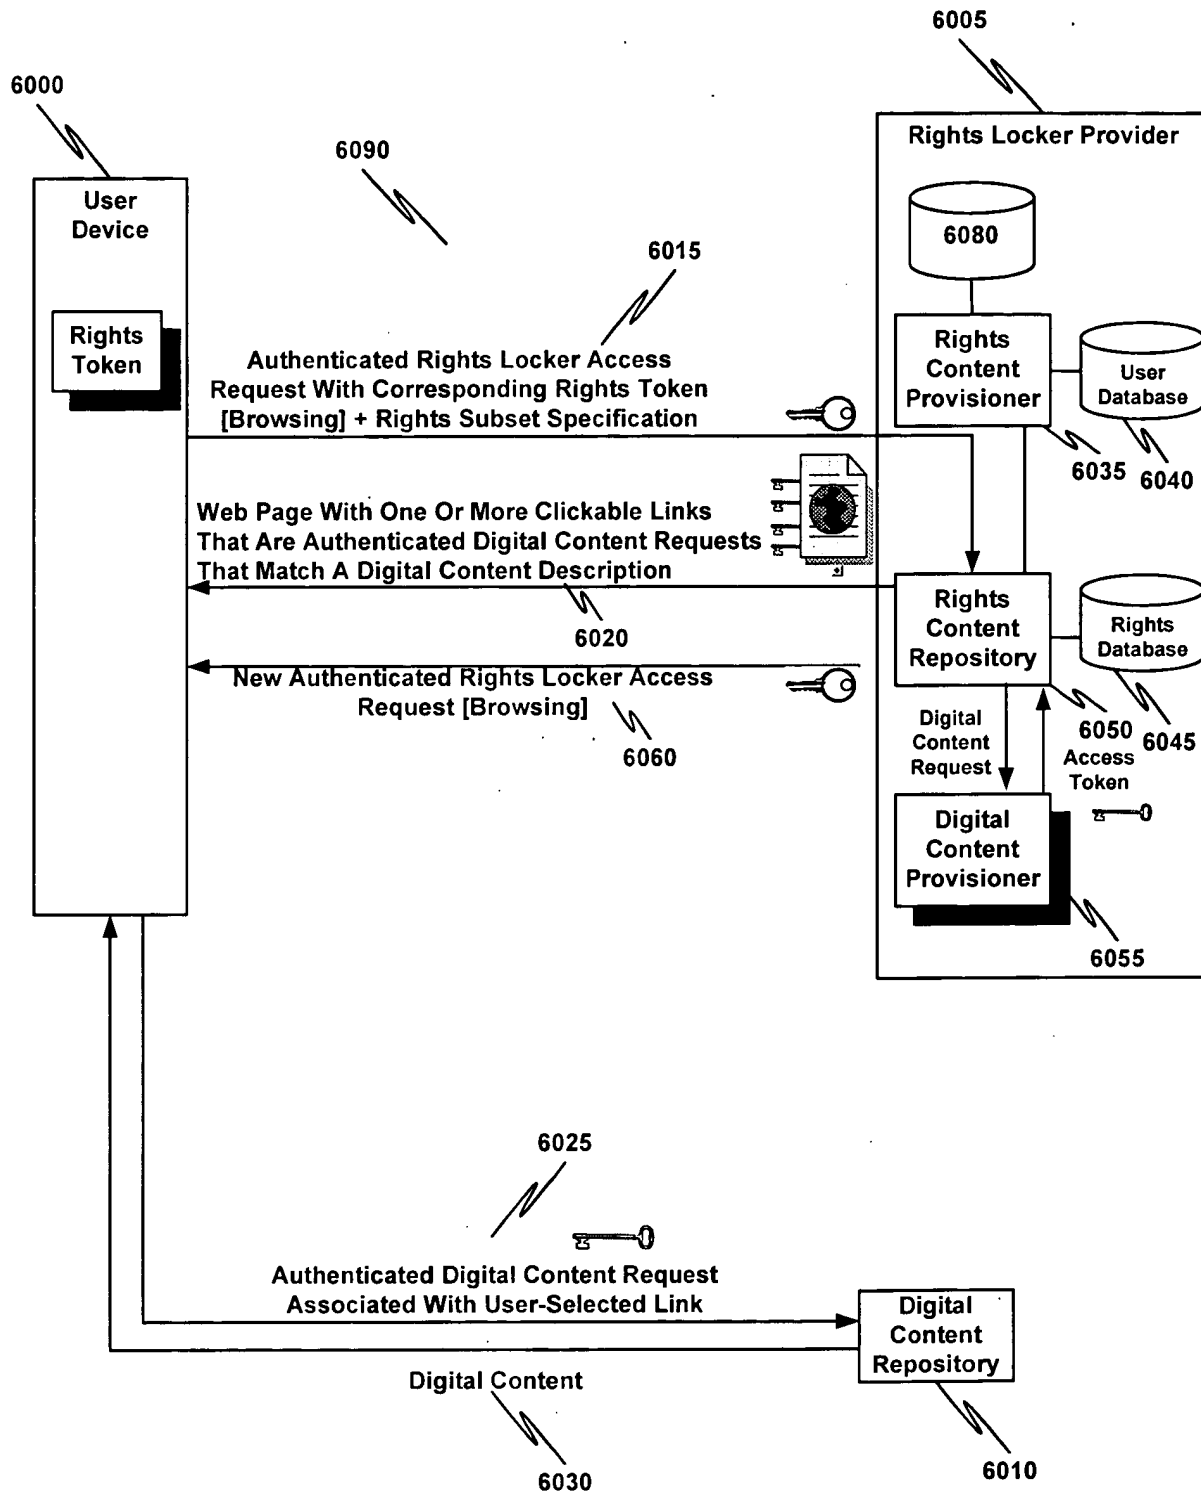 6005
6000
6090
Rights Locker Provider
User
Device
6080
6015
Rights
Token
Rights
Content
Provisioner
User
Database
Authenticated Rights Locker Access
Request With Corresponding Rights Token
[Browsing] + Rights Subset Specification
6035
6040
Web Page With One Or More Clickable Links
That Are Authenticated Digital Content Requests
That Match A Digital Content Description
6020
Rights
Content
Repository
Rights
Database
New Authenticated Rights Locker Access
Request [Browsing]
6060
6050
6045
Digital
Content
Request
Access
Token
Digital
Content
Provisioner
6055
6025
Authenticated Digital Content Request
Associated With User-Selected Link
Digital
Content
Repository
Digital Content
6030
6010